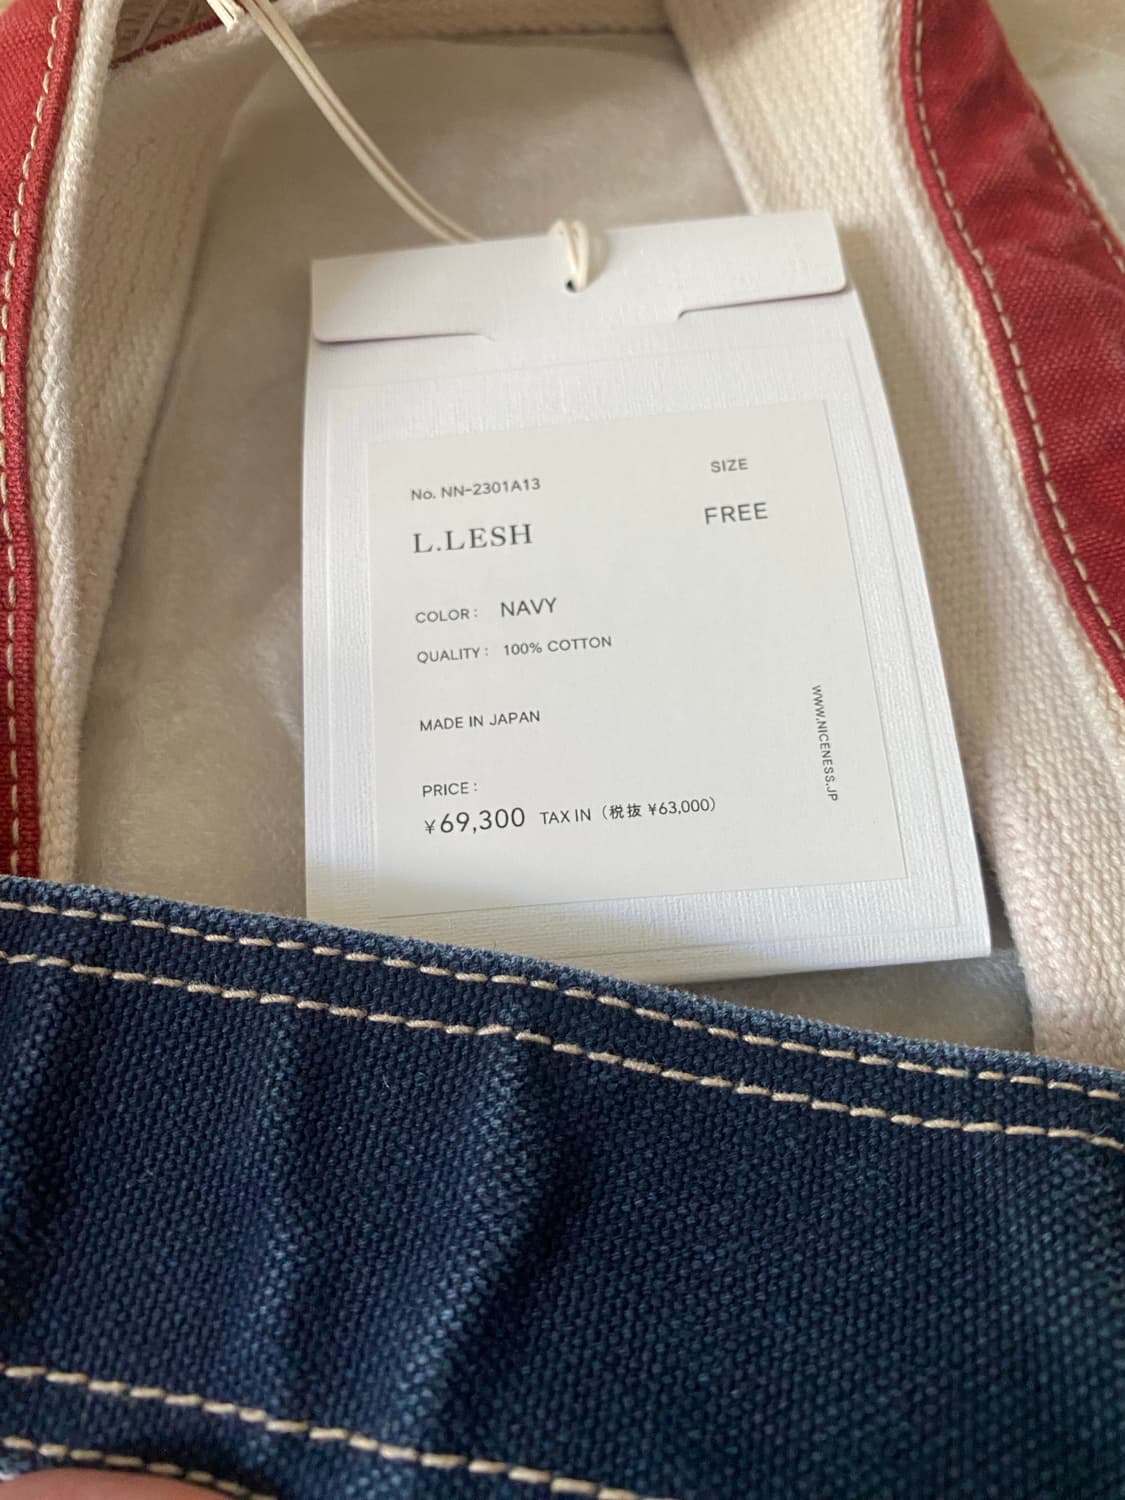 No. NN-2301A13
L.LESH
SIZE
FREE
COLOR: NAVY
QUALITY: 100% COTTON
MADE IN JAPAN
PRICE:
¥69,300 TAX IN (税抜 ¥63,000)
WWW.NICENESS.JP